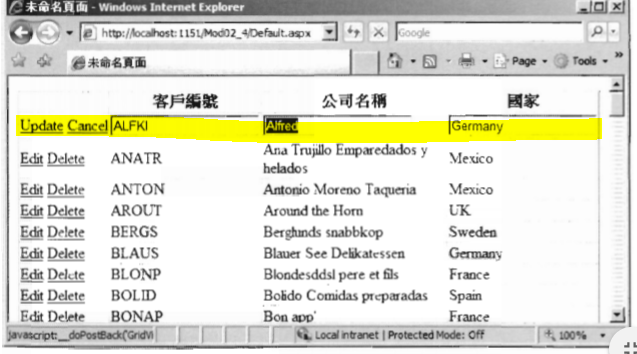 未命名頁面 - Windows Internet Explorer
http://localhost:1151/Mod02_4/Default.aspx
Google
未命名頁面
Page
Tools
»
客戶編號 公司名稱 國家
Update Cancel ALFKI Alfred Germany
Edit Delete ANATR Ana Trujillo Emparedados y helados Mexico
Edit Delete ANTON Antonio Moreno Taqueria Mexico
Edit Delete AROUT Around the Horn UK
Edit Delete BERGS Berglunds snabbkop Sweden
Edit Delete BLAUS Blauer See Delikatessen Germany
Edit Delete BLONP Blondesddsl pere et fils France
Edit Delete BOLID Bolido Comidas preparadas Spain
Edit Delete BONAP Bon app' France
javascript:__doPostBack('GridVi
Local intranet | Protected Mode: Off
100%